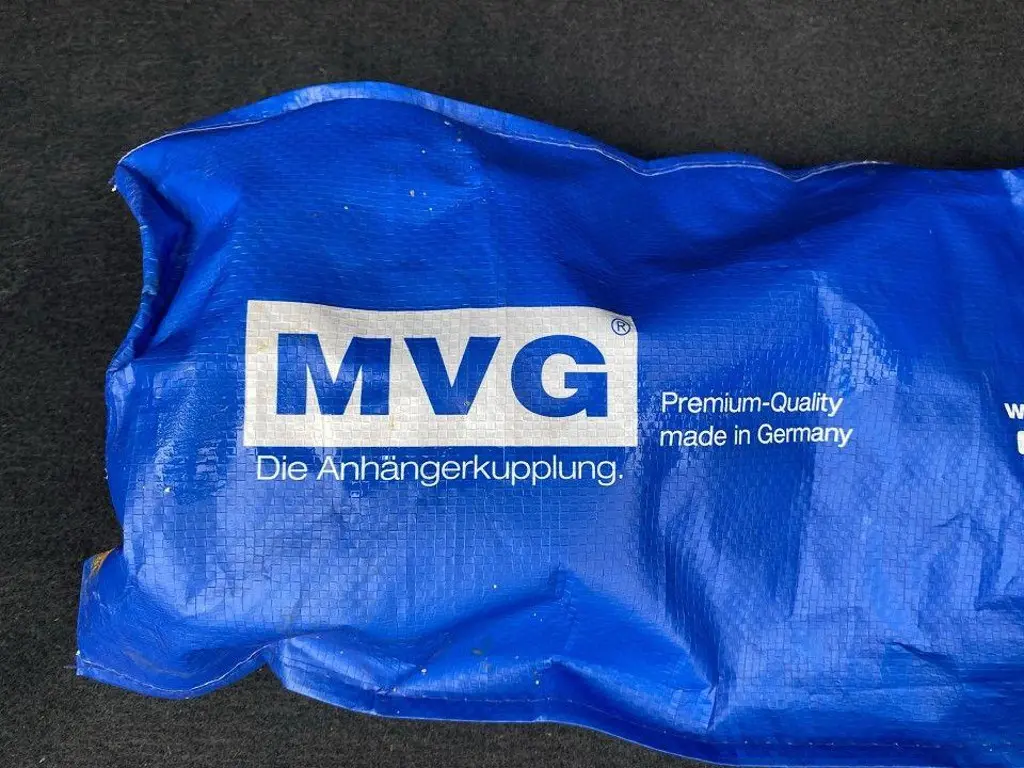 MVG®
Die Anhängerkupplung.
Premium-Quality
made in Germany